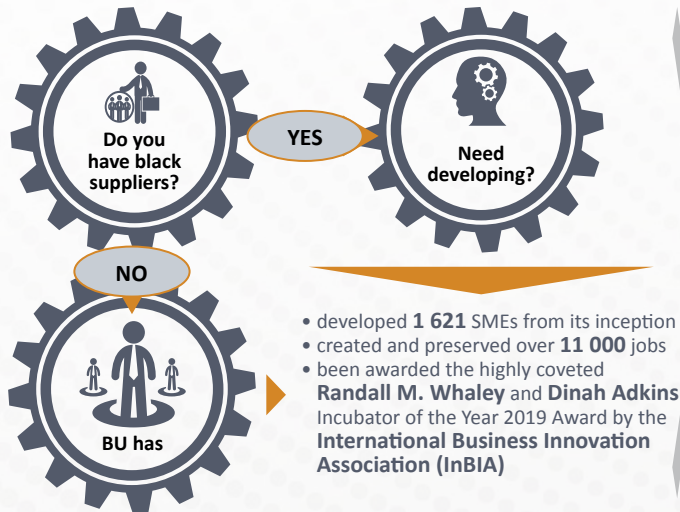 Do you
have black
suppliers?
YES
Need
developing?
NO
BU has
• developed 1 621 SMEs from its inception
• created and preserved over 11 000 jobs
• been awarded the highly coveted
Randall M. Whaley and Dinah Adkins
Incubator of the Year 2019 Award by the
International Business Innovation
Association (InBIA)